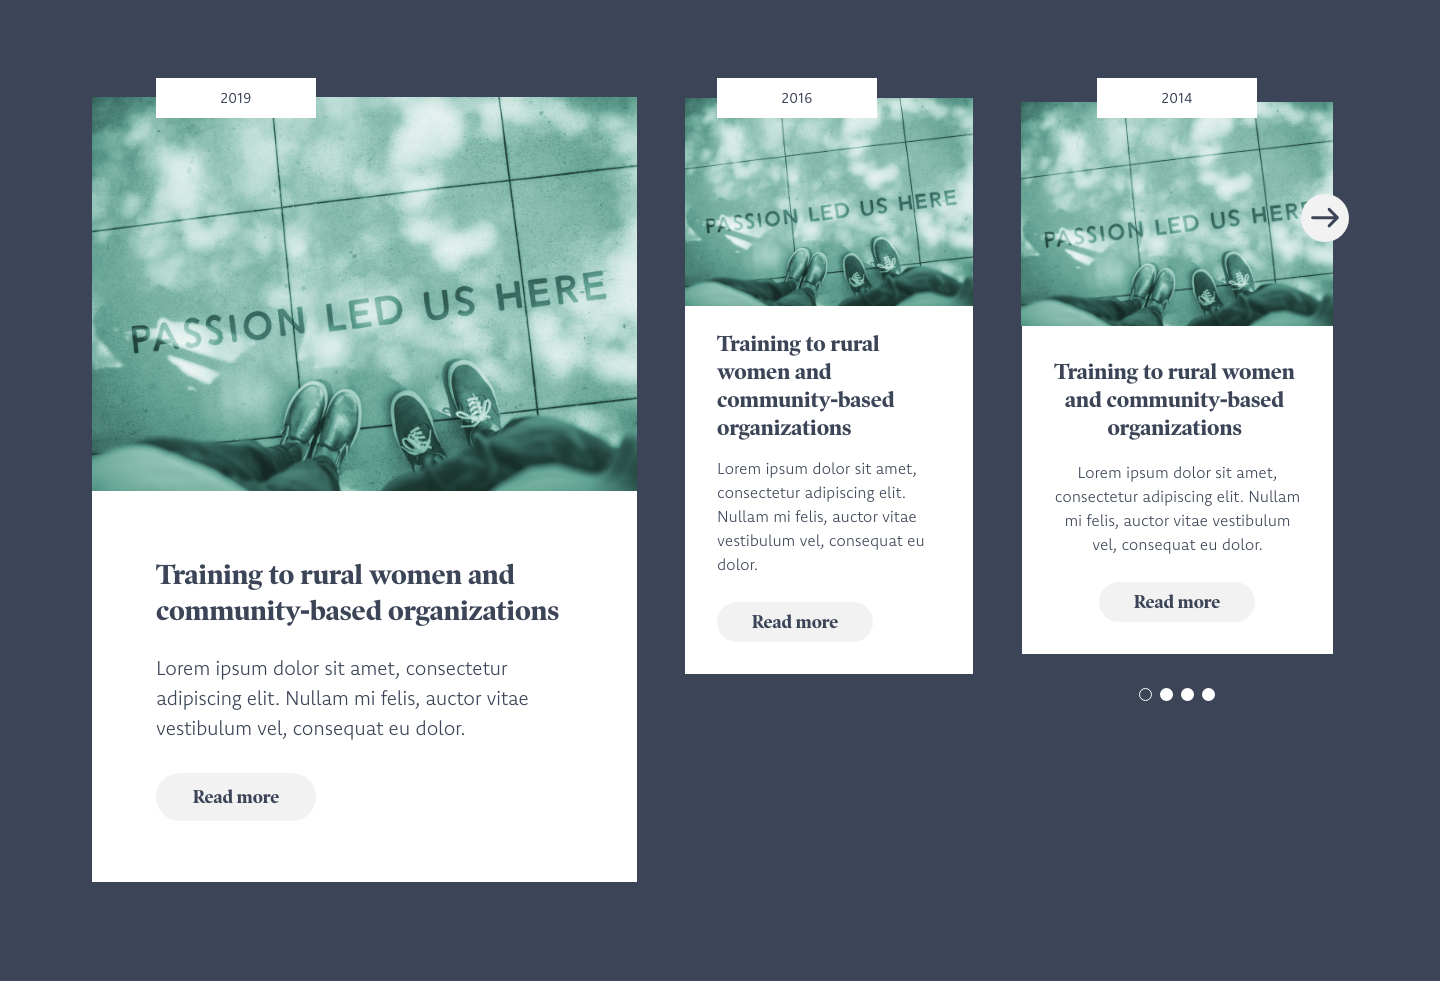 2019
PASSION LED US HERE
Training to rural women and
community-based organizations
Lorem ipsum dolor sit amet, consectetur
adipiscing elit. Nullam mi felis, auctor vitae
vestibulum vel, consequat eu dolor.
Read more
2016
PASSION LED US HERE
Training to rural
women and
community-based
organizations
Lorem ipsum dolor sit amet,
consectetur adipiscing elit.
Nullam mi felis, auctor vitae
vestibulum vel, consequat eu
dolor.
Read more
2014
PASSION LED US HERE
Training to rural women
and community-based
organizations
Lorem ipsum dolor sit amet,
consectetur adipiscing elit. Nullam
mi felis, auctor vitae vestibulum
vel, consequat eu dolor.
Read more